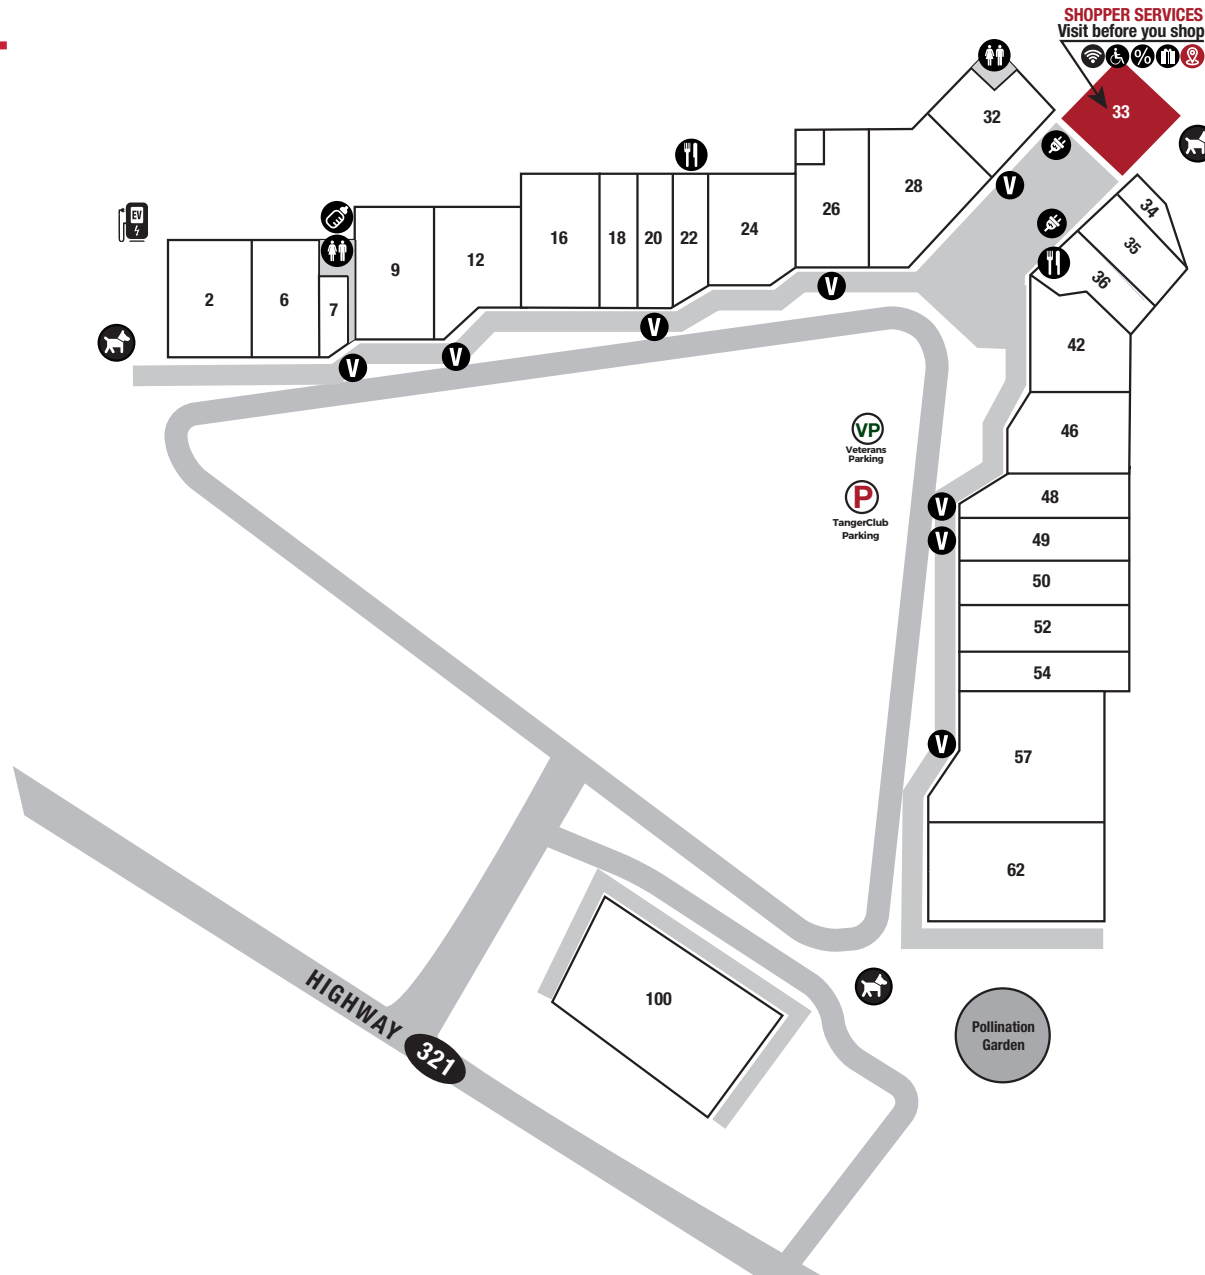 SHOPPER SERVICES
Visit before you shop
%
33
32
34
35
36
28
26
24
22
20
18
16
12
9
7
6
2
EV
V
V
V
V
V
42
46
48
49
50
52
54
57
62
V
V
V
VP
Veterans
Parking
P
TangerClub
Parking
100
HIGHWAY
321
Pollination
Garden